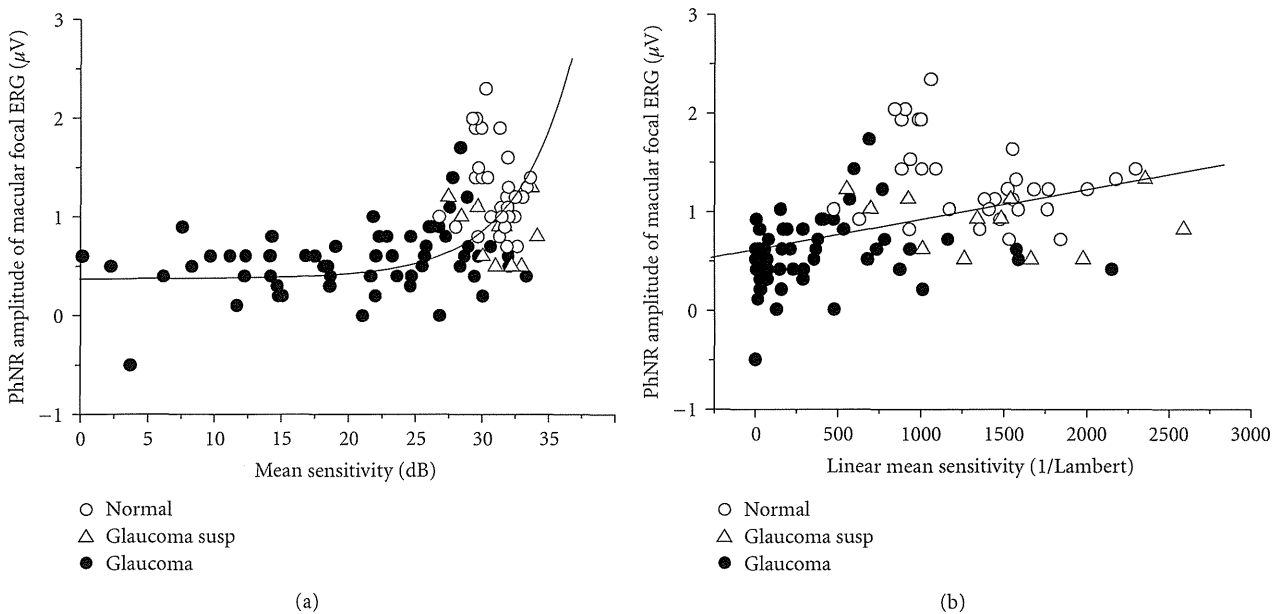 PhNR amplitude of macular focal ERG (μV)
3
2
1
0
−1
0 5 10 15 20 25 30 35
Mean sensitivity (dB)
Normal
Glaucoma susp
Glaucoma
(a)
PhNR amplitude of macular focal ERG (μV)
3
2
1
0
−1
0 500 1000 1500 2000 2500 3000
Linear mean sensitivity (1/Lambert)
Normal
Glaucoma susp
Glaucoma
(b)